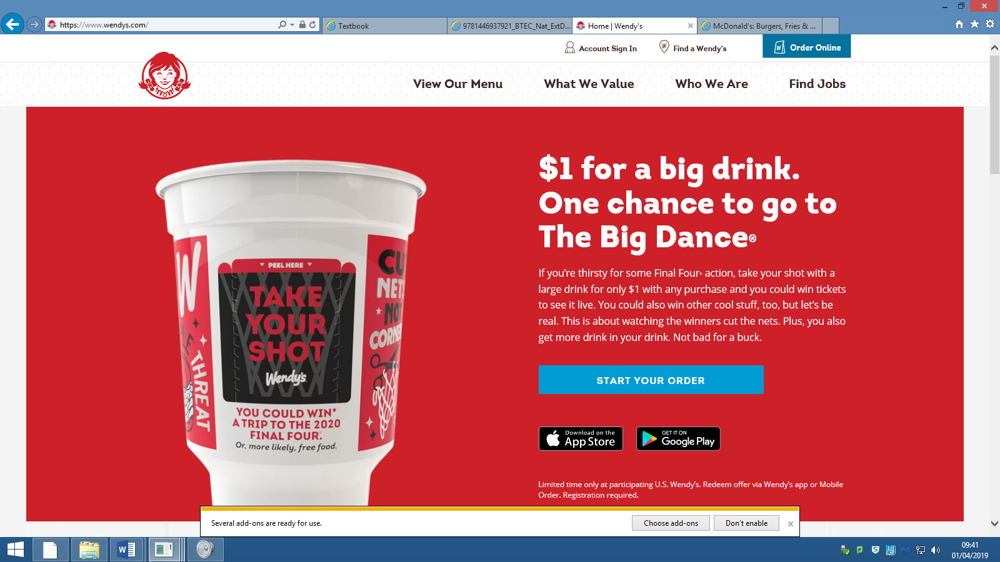 https://www.wendys.com/
Textbook
9781446937921_BTEC_Nat_ExtD...
Home | Wendy's
McDonald's: Burgers, Fries & ...
Account Sign In
Find a Wendy's
Order Online
View Our Menu
What We Value
Who We Are
Find Jobs
$1 for a big drink.
One chance to go to
The Big Dance®
If you're thirsty for some Final Four® action, take your shot with a
large drink for only $1 with any purchase and you could win tickets
to see it live. You could also win other cool stuff, too, but let's be
real. This is about watching the winners cut the nets. Plus, you also
get more drink in your drink. Not bad for a buck.
START YOUR ORDER
Download on the
App Store
GET IT ON
Google Play
Limited time only at participating U.S. Wendy's. Redeem offer via Wendy's app or Mobile
Order. Registration required.
PEEL HERE
TAKE
YOUR
SHOT
Wendy's
YOU COULD WIN*
A TRIP TO THE 2020
FINAL FOUR.
Or, more likely, free food.
W
THREAT
CU
NETS
NOT
CORNE
Several add-ons are ready for use.
Choose add-ons
Don't enable
09:41
01/04/2019